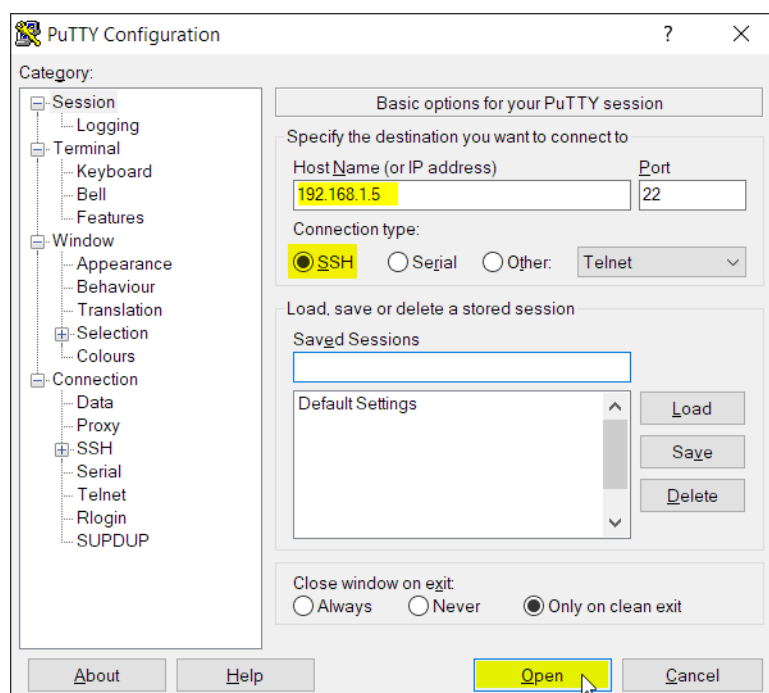 PuTTY Configuration
?
Category:
Session
Logging
Terminal
Keyboard
Bell
Features
Window
Appearance
Behaviour
Translation
Selection
Colours
Connection
Data
Proxy
SSH
Serial
Telnet
Rlogin
SUPDUP
Basic options for your PuTTY session
Specify the destination you want to connect to
Host Name (or IP address) Port
192.168.1.5 22
Connection type:
SSH Serial Other: Telnet
Load, save or delete a stored session
Saved Sessions
Default Settings
Load
Save
Delete
Close window on exit:
Always Never Only on clean exit
About Help Open Cancel